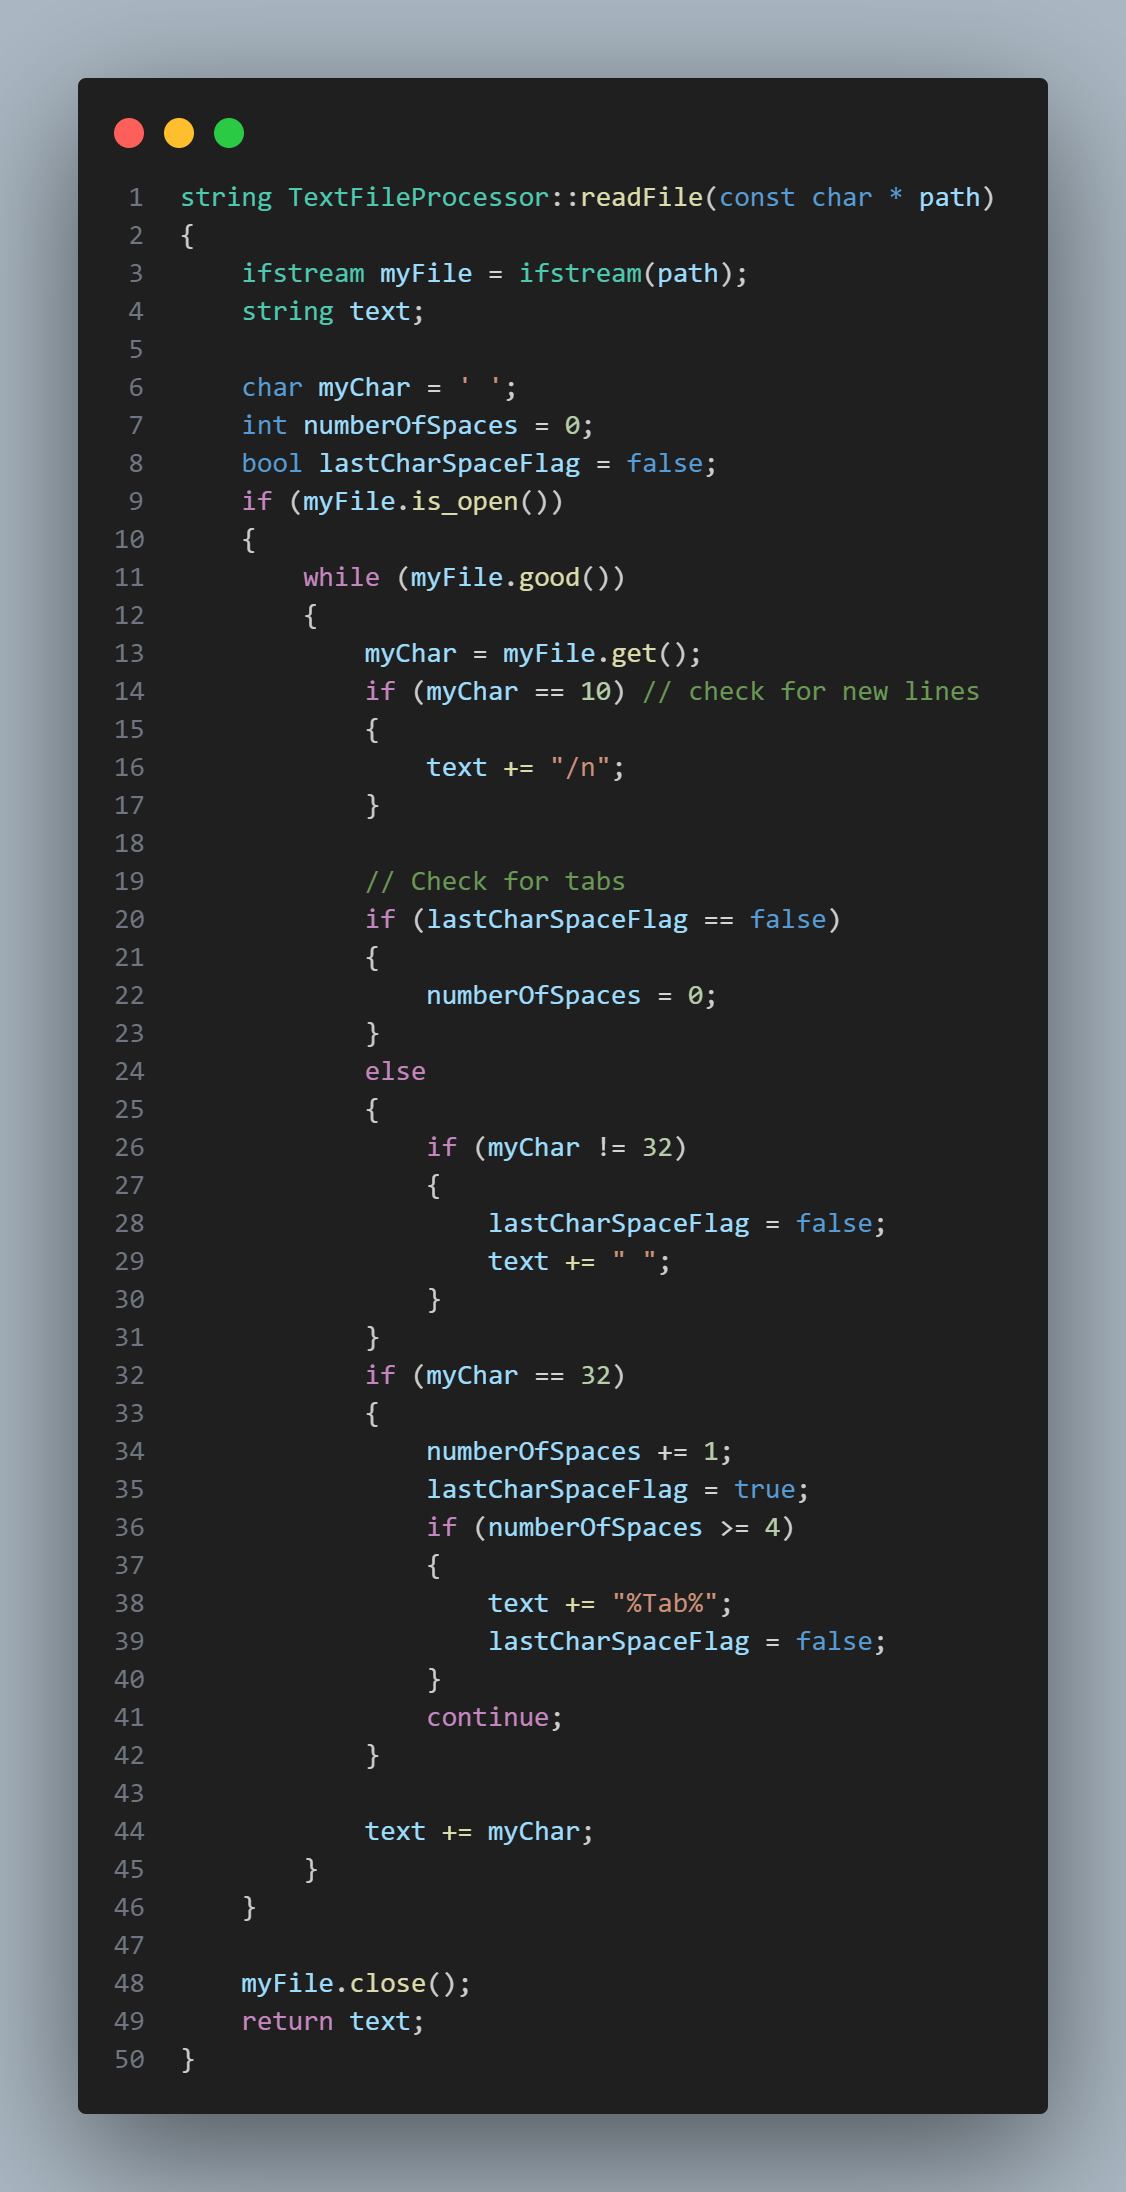 1 string TextFileProcessor::readFile(const char * path)
2 {
3     ifstream myFile = ifstream(path);
4     string text;
5
6     char myChar = ' ';
7     int numberOfSpaces = 0;
8     bool lastCharSpaceFlag = false;
9     if (myFile.is_open())
10     {
11         while (myFile.good())
12         {
13             myChar = myFile.get();
14             if (myChar == 10) // check for new lines
15             {
16                 text += "/n";
17             }
18
19             // Check for tabs
20             if (lastCharSpaceFlag == false)
21             {
22                 numberOfSpaces = 0;
23             }
24             else
25             {
26                 if (myChar != 32)
27                 {
28                     lastCharSpaceFlag = false;
29                     text += " ";
30                 }
31             }
32             if (myChar == 32)
33             {
34                 numberOfSpaces += 1;
35                 lastCharSpaceFlag = true;
36                 if (numberOfSpaces >= 4)
37                 {
38                     text += "%Tab%";
39                     lastCharSpaceFlag = false;
40                 }
41                 continue;
42             }
43
44             text += myChar;
45         }
46     }
47
48     myFile.close();
49     return text;
50 }